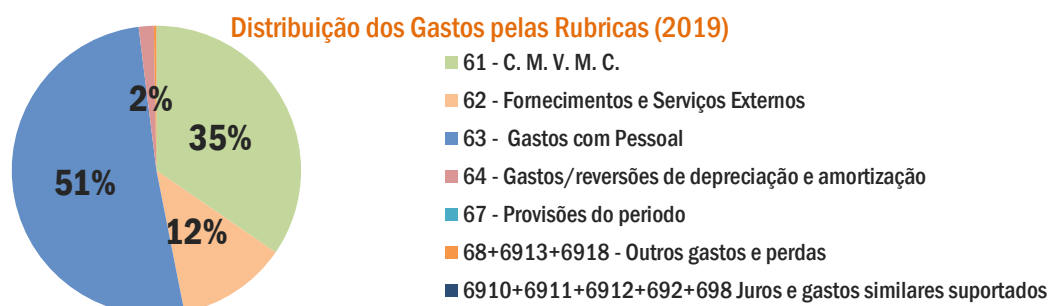 Distribuição dos Gastos pelas Rubricas (2019)
61 - C. M. V. M. C.
62 - Fornecimentos e Serviços Externos
63 - Gastos com Pessoal
64 - Gastos/reversões de depreciação e amortização
67 - Provisões do periodo
68+6913+6918 - Outros gastos e perdas
6910+6911+6912+692+698 Juros e gastos similares suportados
2%
35%
51%
12%